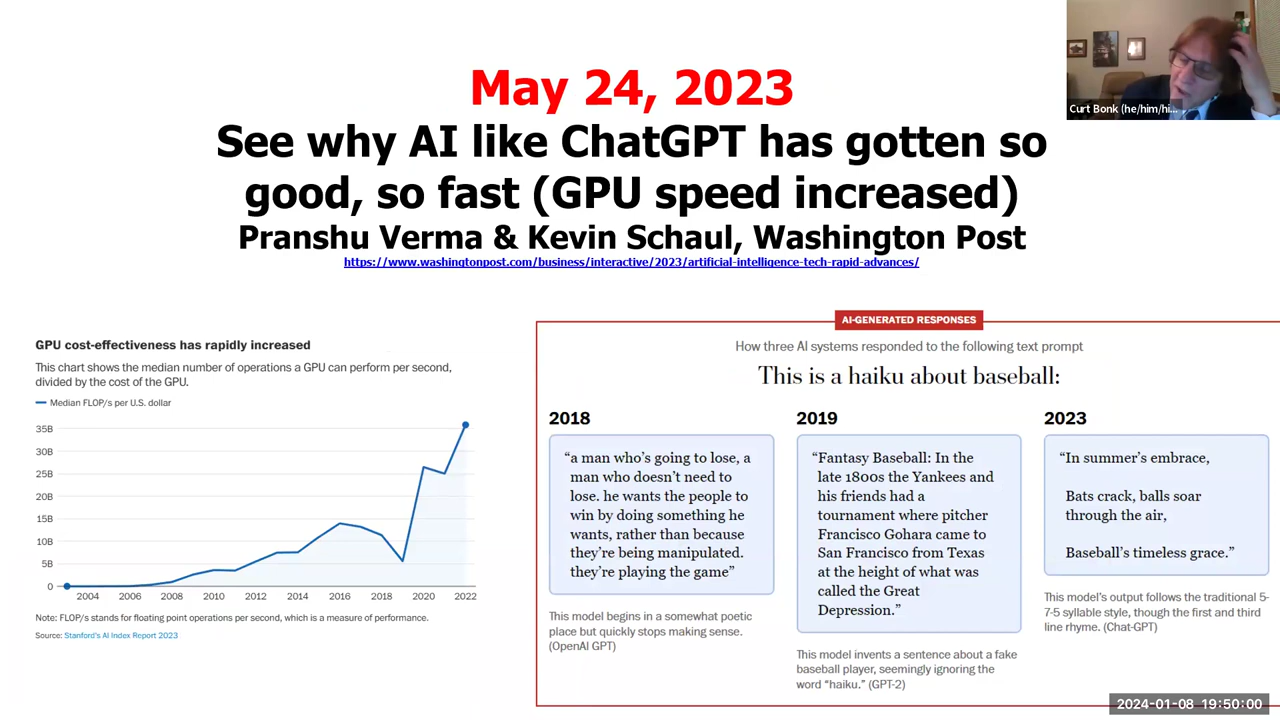 May 24, 2023
See why AI like ChatGPT has gotten so
good, so fast (GPU speed increased)
Pranshu Verma & Kevin Schaul, Washington Post
https://www.washingtonpost.com/business/interactive/2023/artificial-intelligence-tech-rapid-advances/
Curt Bonk (he/him/hi...
GPU cost-effectiveness has rapidly increased
This chart shows the median number of operations a GPU can perform per second,
divided by the cost of the GPU.
Median FLOP/s per U.S. dollar
35B
30B
25B
20B
15B
10B
5B
0
2004 2006 2008 2010 2012 2014 2016 2018 2020 2022
Note: FLOP/s stands for floating point operations per second, which is a measure of performance.
Source: Stanford's AI Index Report 2023
AI-GENERATED RESPONSES
How three AI systems responded to the following text prompt
This is a haiku about baseball:
2018
“a man who’s going to lose, a
man who doesn’t need to
lose. he wants the people to
win by doing something he
wants, rather than because
they’re being manipulated.
they’re playing the game”
This model begins in a somewhat poetic
place but quickly stops making sense.
(OpenAI GPT)
2019
“Fantasy Baseball: In the
late 1800s the Yankees and
his friends had a
tournament where pitcher
Francisco Gohara came to
San Francisco from Texas
at the height of what was
called the Great
Depression.”
This model invents a sentence about a fake
baseball player, seemingly ignoring the
word “haiku.” (GPT-2)
2023
“In summer’s embrace,
Bats crack, balls soar
through the air,
Baseball’s timeless grace.”
This model’s output follows the traditional 5-
7-5 syllable style, though the first and third
line rhyme. (Chat-GPT)
2024-01-08 19:50:00